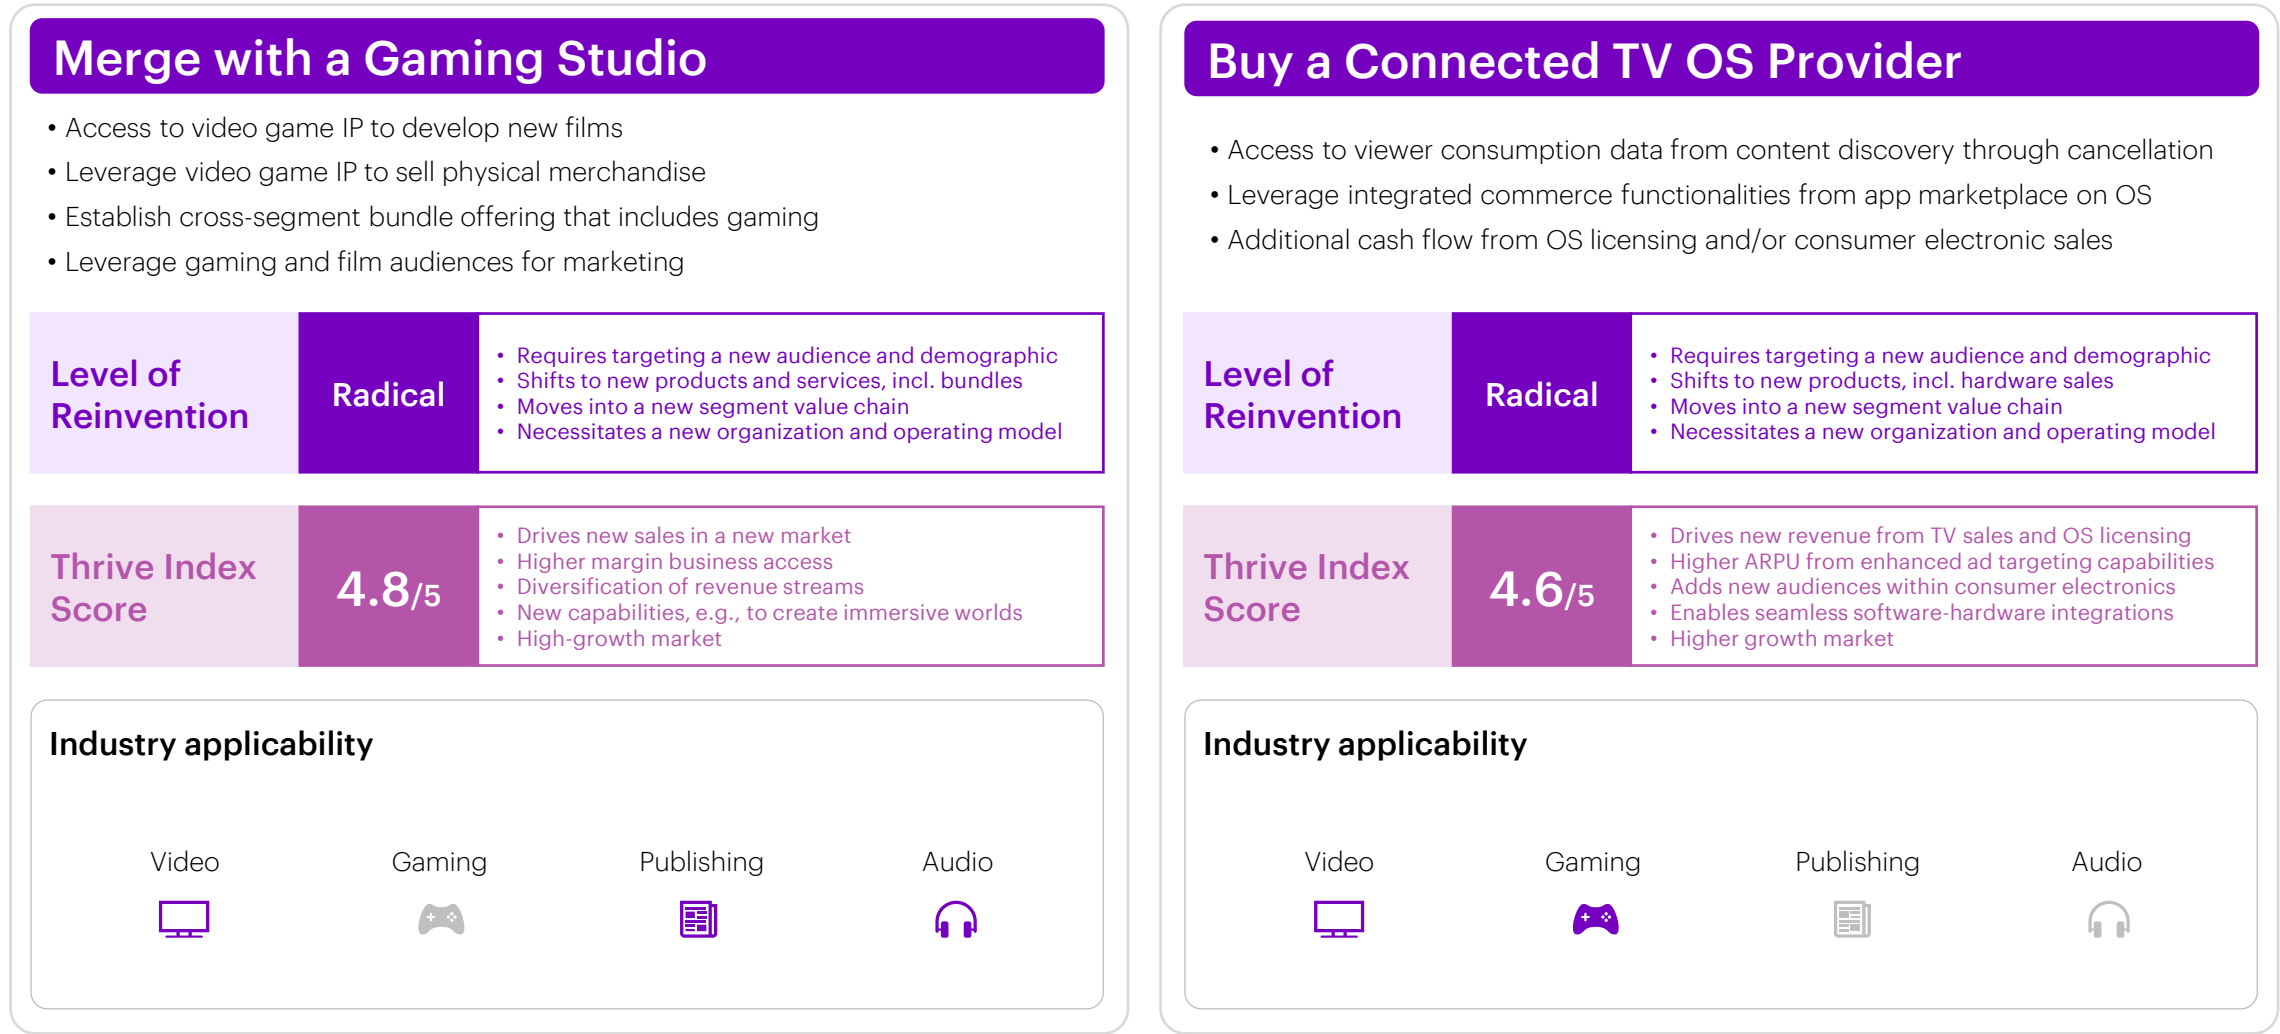 Merge with a Gaming Studio
• Access to video game IP to develop new films
• Leverage video game IP to sell physical merchandise
• Establish cross-segment bundle offering that includes gaming
• Leverage gaming and film audiences for marketing
Level of
Reinvention
Radical
• Requires targeting a new audience and demographic
• Shifts to new products and services, incl. bundles
• Moves into a new segment value chain
• Necessitates a new organization and operating model
Thrive Index
Score
4.8/5
• Drives new sales in a new market
• Higher margin business access
• Diversification of revenue streams
• New capabilities, e.g., to create immersive worlds
• High-growth market
Industry applicability
Video Gaming Publishing Audio
Buy a Connected TV OS Provider
• Access to viewer consumption data from content discovery through cancellation
• Leverage integrated commerce functionalities from app marketplace on OS
• Additional cash flow from OS licensing and/or consumer electronic sales
Level of
Reinvention
Radical
• Requires targeting a new audience and demographic
• Shifts to new products, incl. hardware sales
• Moves into a new segment value chain
• Necessitates a new organization and operating model
Thrive Index
Score
4.6/5
• Drives new revenue from TV sales and OS licensing
• Higher ARPU from enhanced ad targeting capabilities
• Adds new audiences within consumer electronics
• Enables seamless software-hardware integrations
• Higher growth market
Industry applicability
Video Gaming Publishing Audio